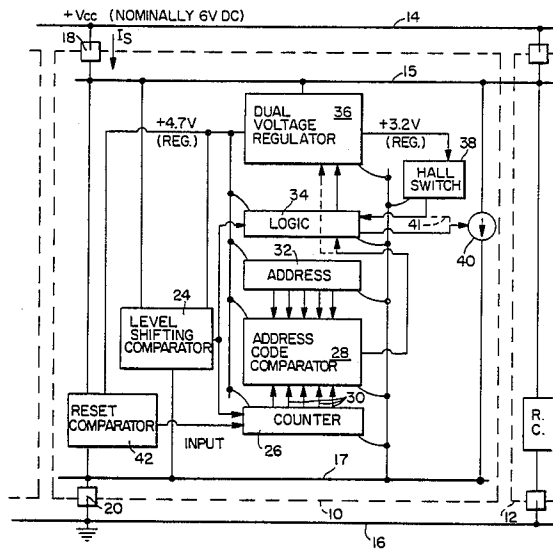 +VCC (NOMINALLY 6V DC)
14
18
IS
15
DUAL
VOLTAGE
REGULATOR
36
+4.7V
(REG.)
+3.2V
(REG.)
38
HALL
SWITCH
34
LOGIC
41
40
32
ADDRESS
24
LEVEL
SHIFTING
COMPARATOR
ADDRESS
CODE
COMPARATOR
28
30
RESET
COMPARATOR
42
INPUT
COUNTER
26
R.
C.
17
20
10
12
16